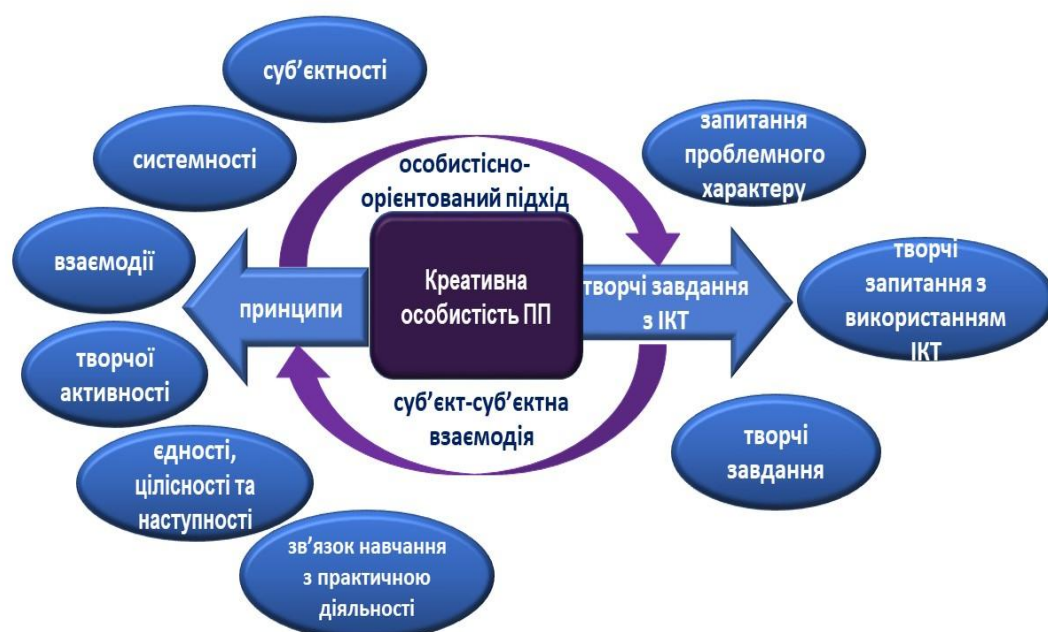 суб’єктності
системності
взаємодії
творчої
активності
єдності,
цілісності та
наступності
зв’язок навчання
з практичною
діяльності
принципи
особистісно-
орієнтований підхід
Креативна
особистість ПП
суб’єкт-суб’єктна
взаємодія
творчі завдання
з ІКТ
запитання
проблемного
характеру
творчі
запитання з
використанням
ІКТ
творчі
завдання